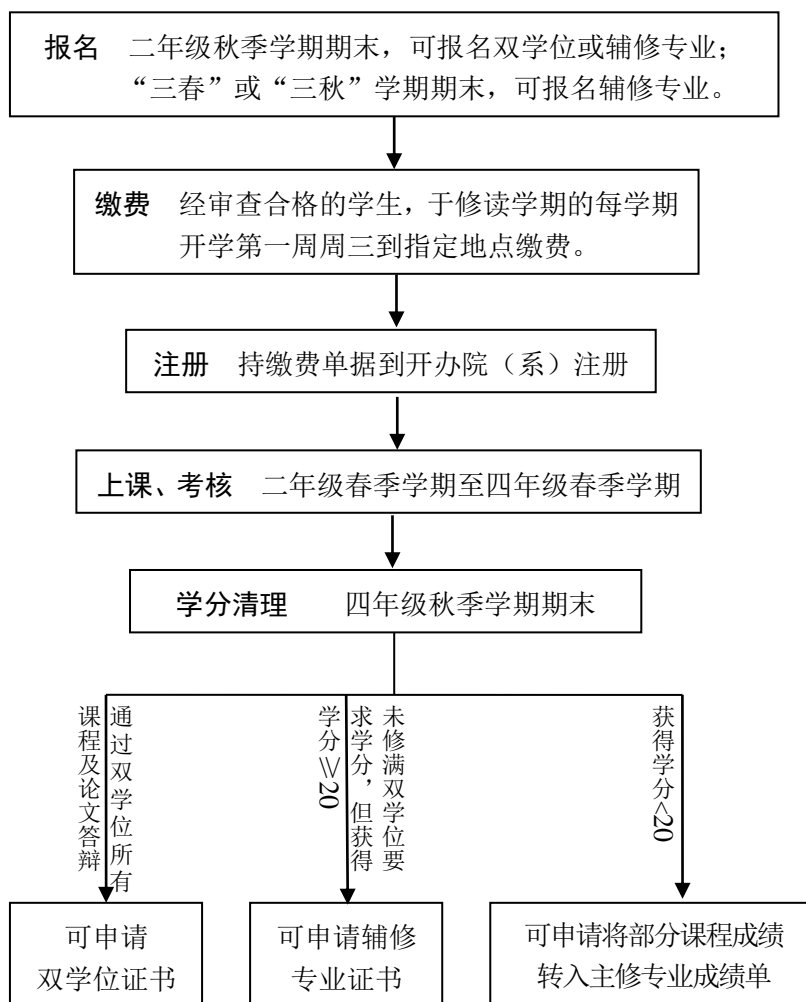 报名 二年级秋季学期期末，可报名双学位或辅修专业；
“三春”或“三秋”学期期末，可报名辅修专业。
缴费 经审查合格的学生，于修读学期的每学期
开学第一周周三到指定地点缴费。
注册 持缴费单据到开办院（系）注册
上课、考核 二年级春季学期至四年级春季学期
学分清理 四年级秋季学期期末
通过双学位所有
课程及论文答辩
未修满双学位要
求学分，但获得
学分≥20
获得学分<20
可申请
双学位证书
可申请辅修
专业证书
可申请将部分课程成绩
转入主修专业成绩单